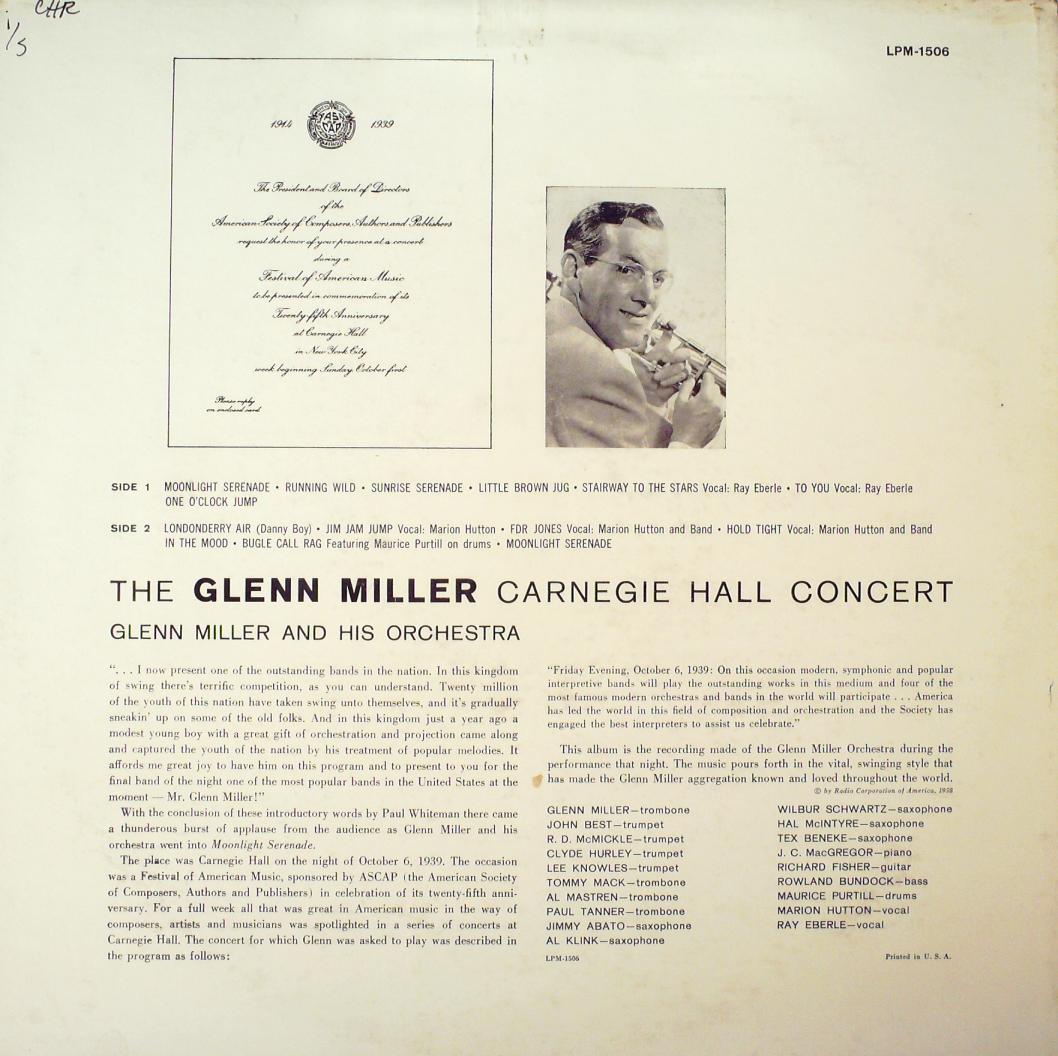 CHR
1/5
LPM-1506
1914 1939
ASCAP
The President and Board of Directors
of the
American Society of Composers, Authors and Publishers
request the honor of your presence at a concert
during a
Festival of American Music
to be presented in commemoration of its
Twenty-fifth Anniversary
at Carnegie Hall
in New York City
week beginning Sunday, October first
Please reply
on enclosed card
SIDE 1 MOONLIGHT SERENADE • RUNNING WILD • SUNRISE SERENADE • LITTLE BROWN JUG • STAIRWAY TO THE STARS Vocal: Ray Eberle • TO YOU Vocal: Ray Eberle
ONE O'CLOCK JUMP
SIDE 2 LONDONDERRY AIR (Danny Boy) • JIM JAM JUMP Vocal: Marion Hutton • FDR JONES Vocal: Marion Hutton and Band • HOLD TIGHT Vocal: Marion Hutton and Band
IN THE MOOD • BUGLE CALL RAG Featuring Maurice Purtill on drums • MOONLIGHT SERENADE
THE GLENN MILLER CARNEGIE HALL CONCERT
GLENN MILLER AND HIS ORCHESTRA
“. . . I now present one of the outstanding bands in the nation. In this kingdom
of swing there's terrific competition, as you can understand. Twenty million
of the youth of this nation have taken swing unto themselves, and it's gradually
sneakin' up on some of the old folks. And in this kingdom just a year ago a
modest young boy with a great gift of orchestration and projection came along
and captured the youth of the nation by his treatment of popular melodies. It
affords me great joy to have him on this program and to present to you for the
final band of the night one of the most popular bands in the United States at the
moment — Mr. Glenn Miller!”
With the conclusion of these introductory words by Paul Whiteman there came
a thunderous burst of applause from the audience as Glenn Miller and his
orchestra went into Moonlight Serenade.
The place was Carnegie Hall on the night of October 6, 1939. The occasion
was a Festival of American Music, sponsored by ASCAP (the American Society
of Composers, Authors and Publishers) in celebration of its twenty-fifth anni-
versary. For a full week all that was great in American music in the way of
composers, artists and musicians was spotlighted in a series of concerts at
Carnegie Hall. The concert for which Glenn was asked to play was described in
the program as follows:
“Friday Evening, October 6, 1939: On this occasion modern, symphonic and popular
interpretive bands will play the outstanding works in this medium and four of the
most famous modern orchestras and bands in the world will participate . . . America
has led the world in this field of composition and orchestration and the Society has
engaged the best interpreters to assist us celebrate.”
This album is the recording made of the Glenn Miller Orchestra during the
performance that night. The music pours forth in the vital, swinging style that
has made the Glenn Miller aggregation known and loved throughout the world.
© by Radio Corporation of America, 1958
GLENN MILLER—trombone
JOHN BEST—trumpet
R. D. McMICKLE—trumpet
CLYDE HURLEY—trumpet
LEE KNOWLES—trumpet
TOMMY MACK—trombone
AL MASTREN—trombone
PAUL TANNER—trombone
JIMMY ABATO—saxophone
AL KLINK—saxophone
WILBUR SCHWARTZ—saxophone
HAL McINTYRE—saxophone
TEX BENEKE—saxophone
J. C. MacGREGOR—piano
RICHARD FISHER—guitar
ROWLAND BUNDOCK—bass
MAURICE PURTILL—drums
MARION HUTTON—vocal
RAY EBERLE—vocal
LPM-1506
Printed in U. S. A.